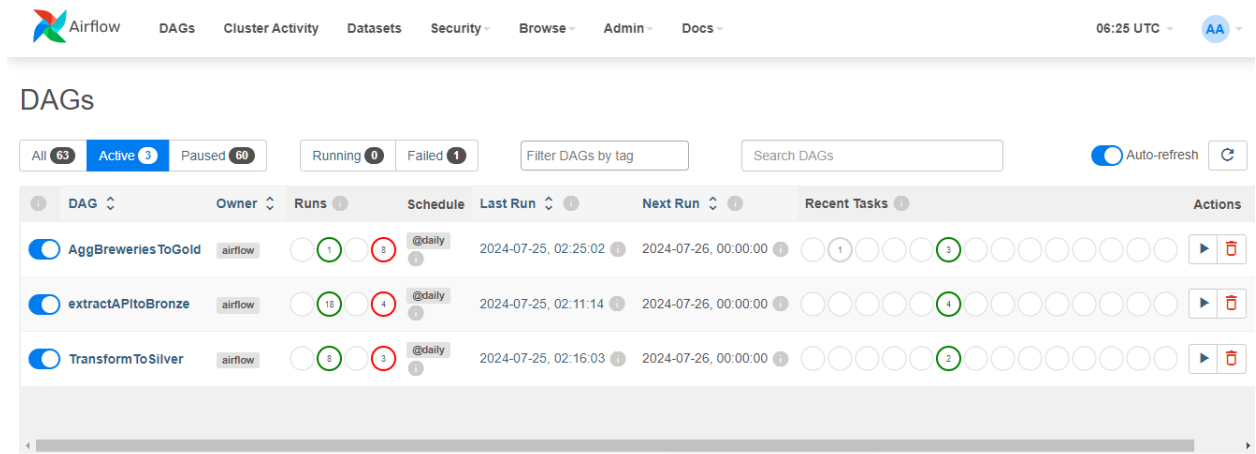 Airflow DAGs Cluster Activity Datasets Security Browse Admin Docs 06:25 UTC AA
DAGs
All 63 Active 3 Paused 60 Running 0 Failed 1 Filter DAGs by tag Search DAGs Auto-refresh
i DAG Owner Runs i Schedule Last Run i Next Run i Recent Tasks i Actions
AggBreweriesToGold airflow 1 8 @daily i 2024-07-25, 02:25:02 i 2024-07-26, 00:00:00 i 1 3
extractAPItoBronze airflow 18 4 @daily i 2024-07-25, 02:11:14 i 2024-07-26, 00:00:00 i 4
TransformToSilver airflow 8 3 @daily i 2024-07-25, 02:16:03 i 2024-07-26, 00:00:00 i 2